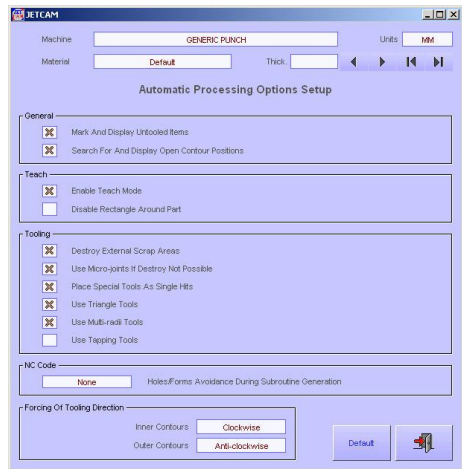 JETCAM
Machine GENERIC PUNCH Units MM
Material Default Thick.
Automatic Processing Options Setup
General
Mark And Display Untooled Items
Search For And Display Open Contour Positions
Teach
Enable Teach Mode
Disable Rectangle Around Part
Tooling
Destroy External Scrap Areas
Use Micro-joints If Destroy Not Possible
Place Special Tools As Single Hits
Use Triangle Tools
Use Multi-radii Tools
Use Tapping Tools
NC Code
None Holes/Forms Avoidance During Subroutine Generation
Forcing Of Tooling Direction
Inner Contours Clockwise
Outer Contours Anti-clockwise
Default